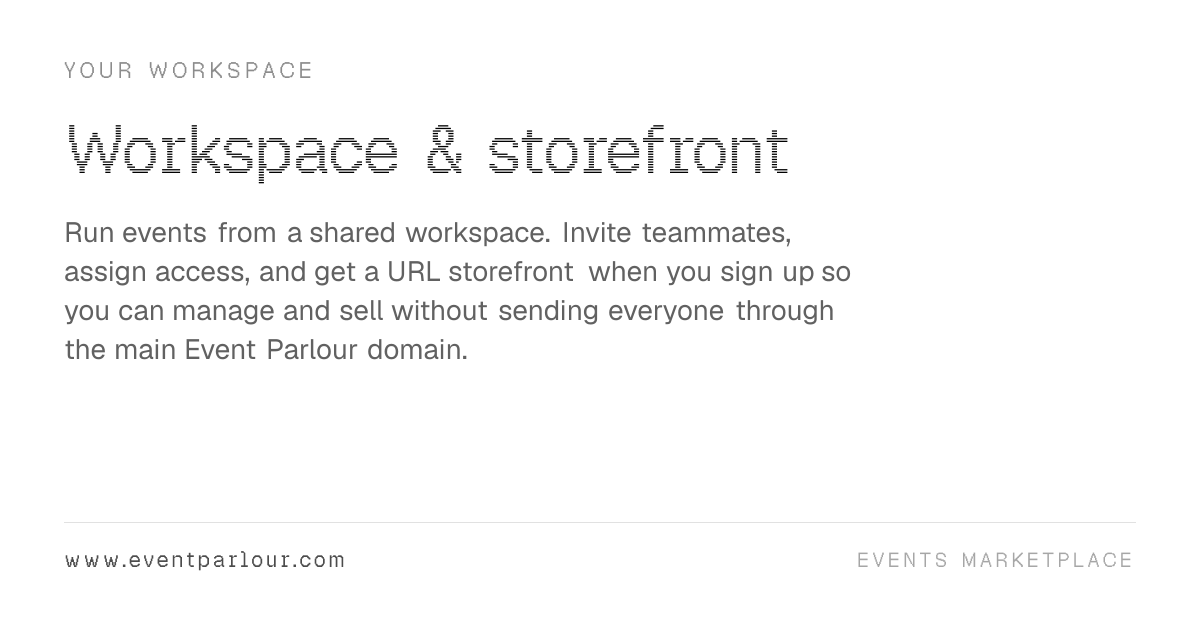 YOUR WORKSPACE
Workspace & storefront
Run events from a shared workspace. Invite teammates,
assign access, and get a URL storefront when you sign up so
you can manage and sell without sending everyone through
the main Event Parlour domain.
www.eventparlour.com
EVENTS MARKETPLACE